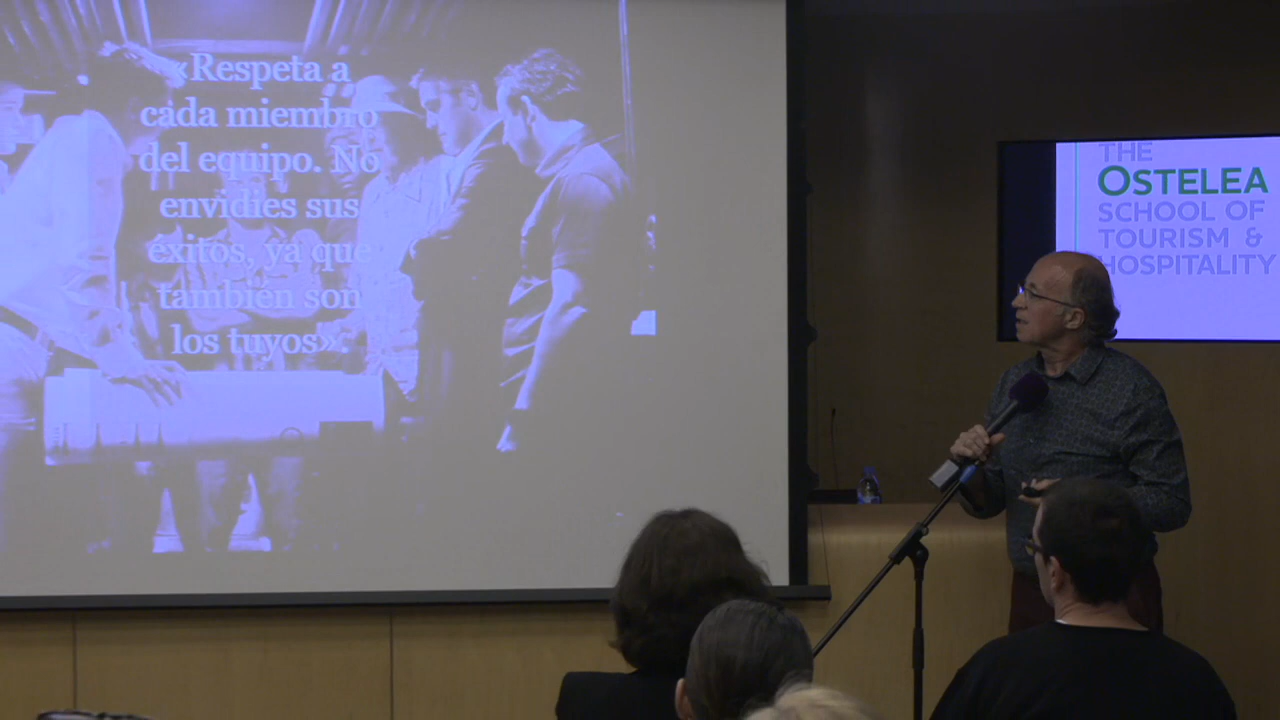 «Respeta a
cada miembro
del equipo. No
envidies sus
éxitos, ya que
también son
los tuyos».
THE
OSTELEA
SCHOOL OF
TOURISM &
HOSPITALITY